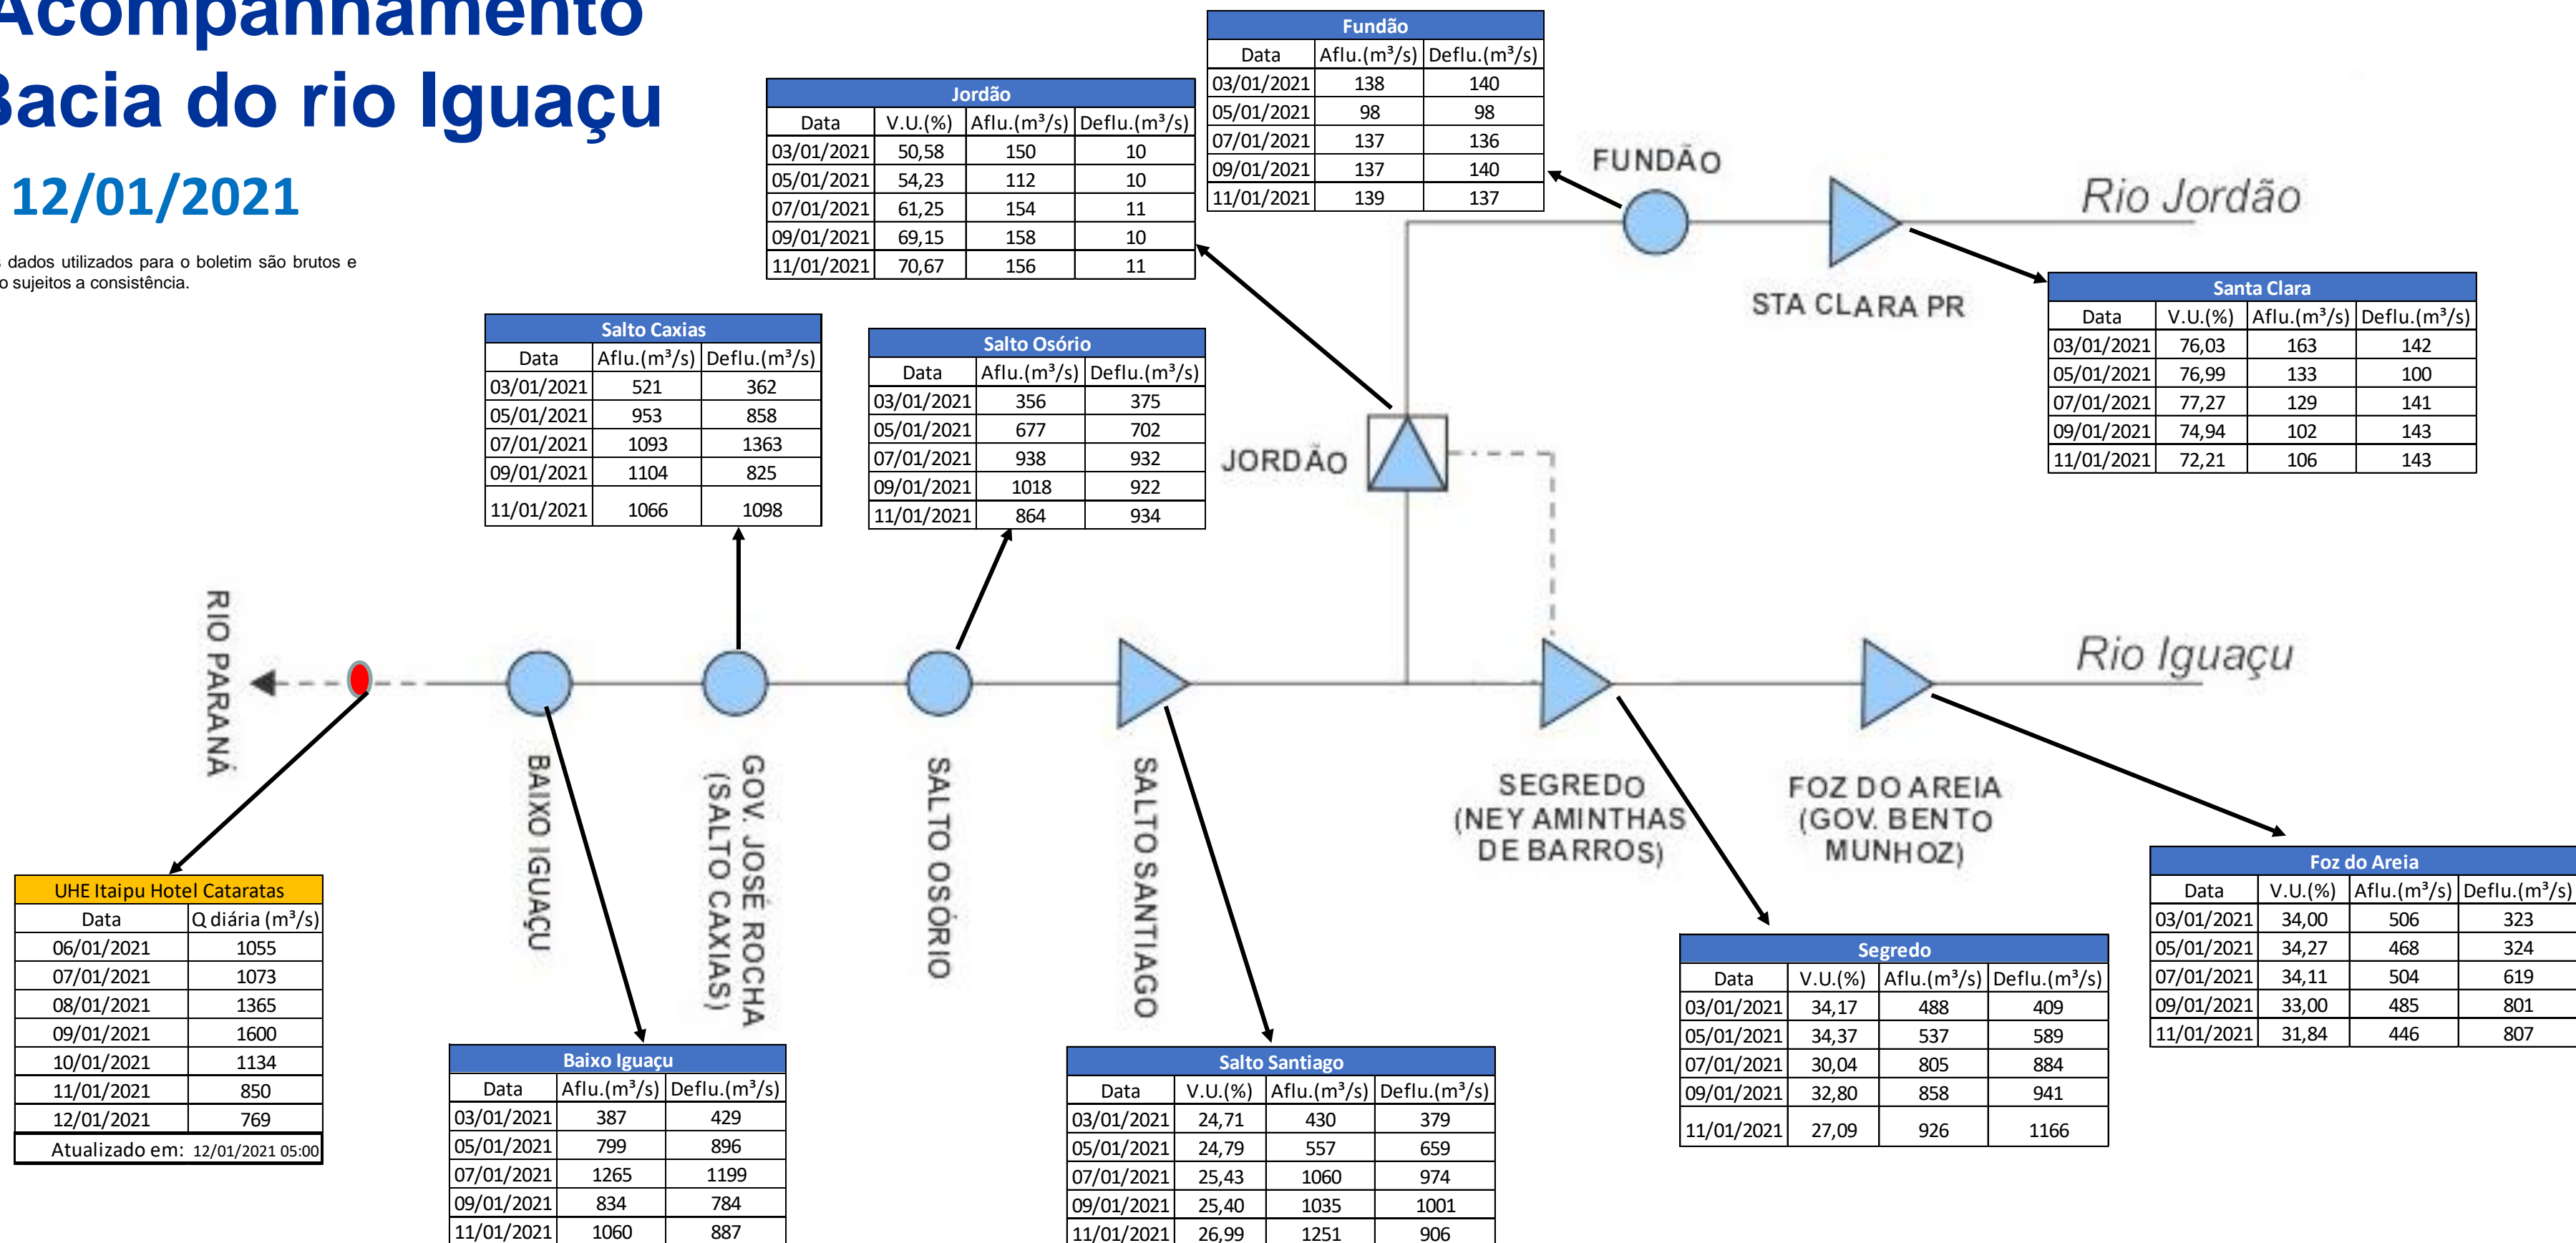 Acompanhamento
Bacia do rio Iguaçu
12/01/2021
dados utilizados para o boletim são brutos e
sujeitos a consistência.
Fundão
Data Aflu.(m³/s) Deflu.(m³/s)
03/01/2021 138 140
05/01/2021 98 98
07/01/2021 137 136
09/01/2021 137 140
11/01/2021 139 137
Jordão
Data V.U.(%) Aflu.(m³/s) Deflu.(m³/s)
03/01/2021 50,58 150 10
05/01/2021 54,23 112 10
07/01/2021 61,25 154 11
09/01/2021 69,15 158 10
11/01/2021 70,67 156 11
FUNDÃO
Rio Jordão
STA CLARA PR
Santa Clara
Data V.U.(%) Aflu.(m³/s) Deflu.(m³/s)
03/01/2021 76,03 163 142
05/01/2021 76,99 133 100
07/01/2021 77,27 129 141
09/01/2021 74,94 102 143
11/01/2021 72,21 106 143
Salto Caxias
Data Aflu.(m³/s) Deflu.(m³/s)
03/01/2021 521 362
05/01/2021 953 858
07/01/2021 1093 1363
09/01/2021 1104 825
11/01/2021 1066 1098
Salto Osório
Data Aflu.(m³/s) Deflu.(m³/s)
03/01/2021 356 375
05/01/2021 677 702
07/01/2021 938 932
09/01/2021 1018 922
11/01/2021 864 934
JORDÃO
RIO PARANÁ
Rio Iguaçu
BAIXO IGUAÇU
GOV. JOSÉ ROCHA
(SALTO CAXIAS)
SALTO OSÓRIO
SALTO SANTIAGO
SEGREDO
(NEY AMINTHAS
DE BARROS)
FOZ DO AREIA
(GOV. BENTO
MUNHOZ)
UHE Itaipu Hotel Cataratas
Data Q diária (m³/s)
06/01/2021 1055
07/01/2021 1073
08/01/2021 1365
09/01/2021 1600
10/01/2021 1134
11/01/2021 850
12/01/2021 769
Atualizado em: 12/01/2021 05:00
Baixo Iguaçu
Data Aflu.(m³/s) Deflu.(m³/s)
03/01/2021 387 429
05/01/2021 799 896
07/01/2021 1265 1199
09/01/2021 834 784
11/01/2021 1060 887
Salto Santiago
Data V.U.(%) Aflu.(m³/s) Deflu.(m³/s)
03/01/2021 24,71 430 379
05/01/2021 24,79 557 659
07/01/2021 25,43 1060 974
09/01/2021 25,40 1035 1001
11/01/2021 26,99 1251 906
Segredo
Data V.U.(%) Aflu.(m³/s) Deflu.(m³/s)
03/01/2021 34,17 488 409
05/01/2021 34,37 537 589
07/01/2021 30,04 805 884
09/01/2021 32,80 858 941
11/01/2021 27,09 926 1166
Foz do Areia
Data V.U.(%) Aflu.(m³/s) Deflu.(m³/s)
03/01/2021 34,00 506 323
05/01/2021 34,27 468 324
07/01/2021 34,11 504 619
09/01/2021 33,00 485 801
11/01/2021 31,84 446 807